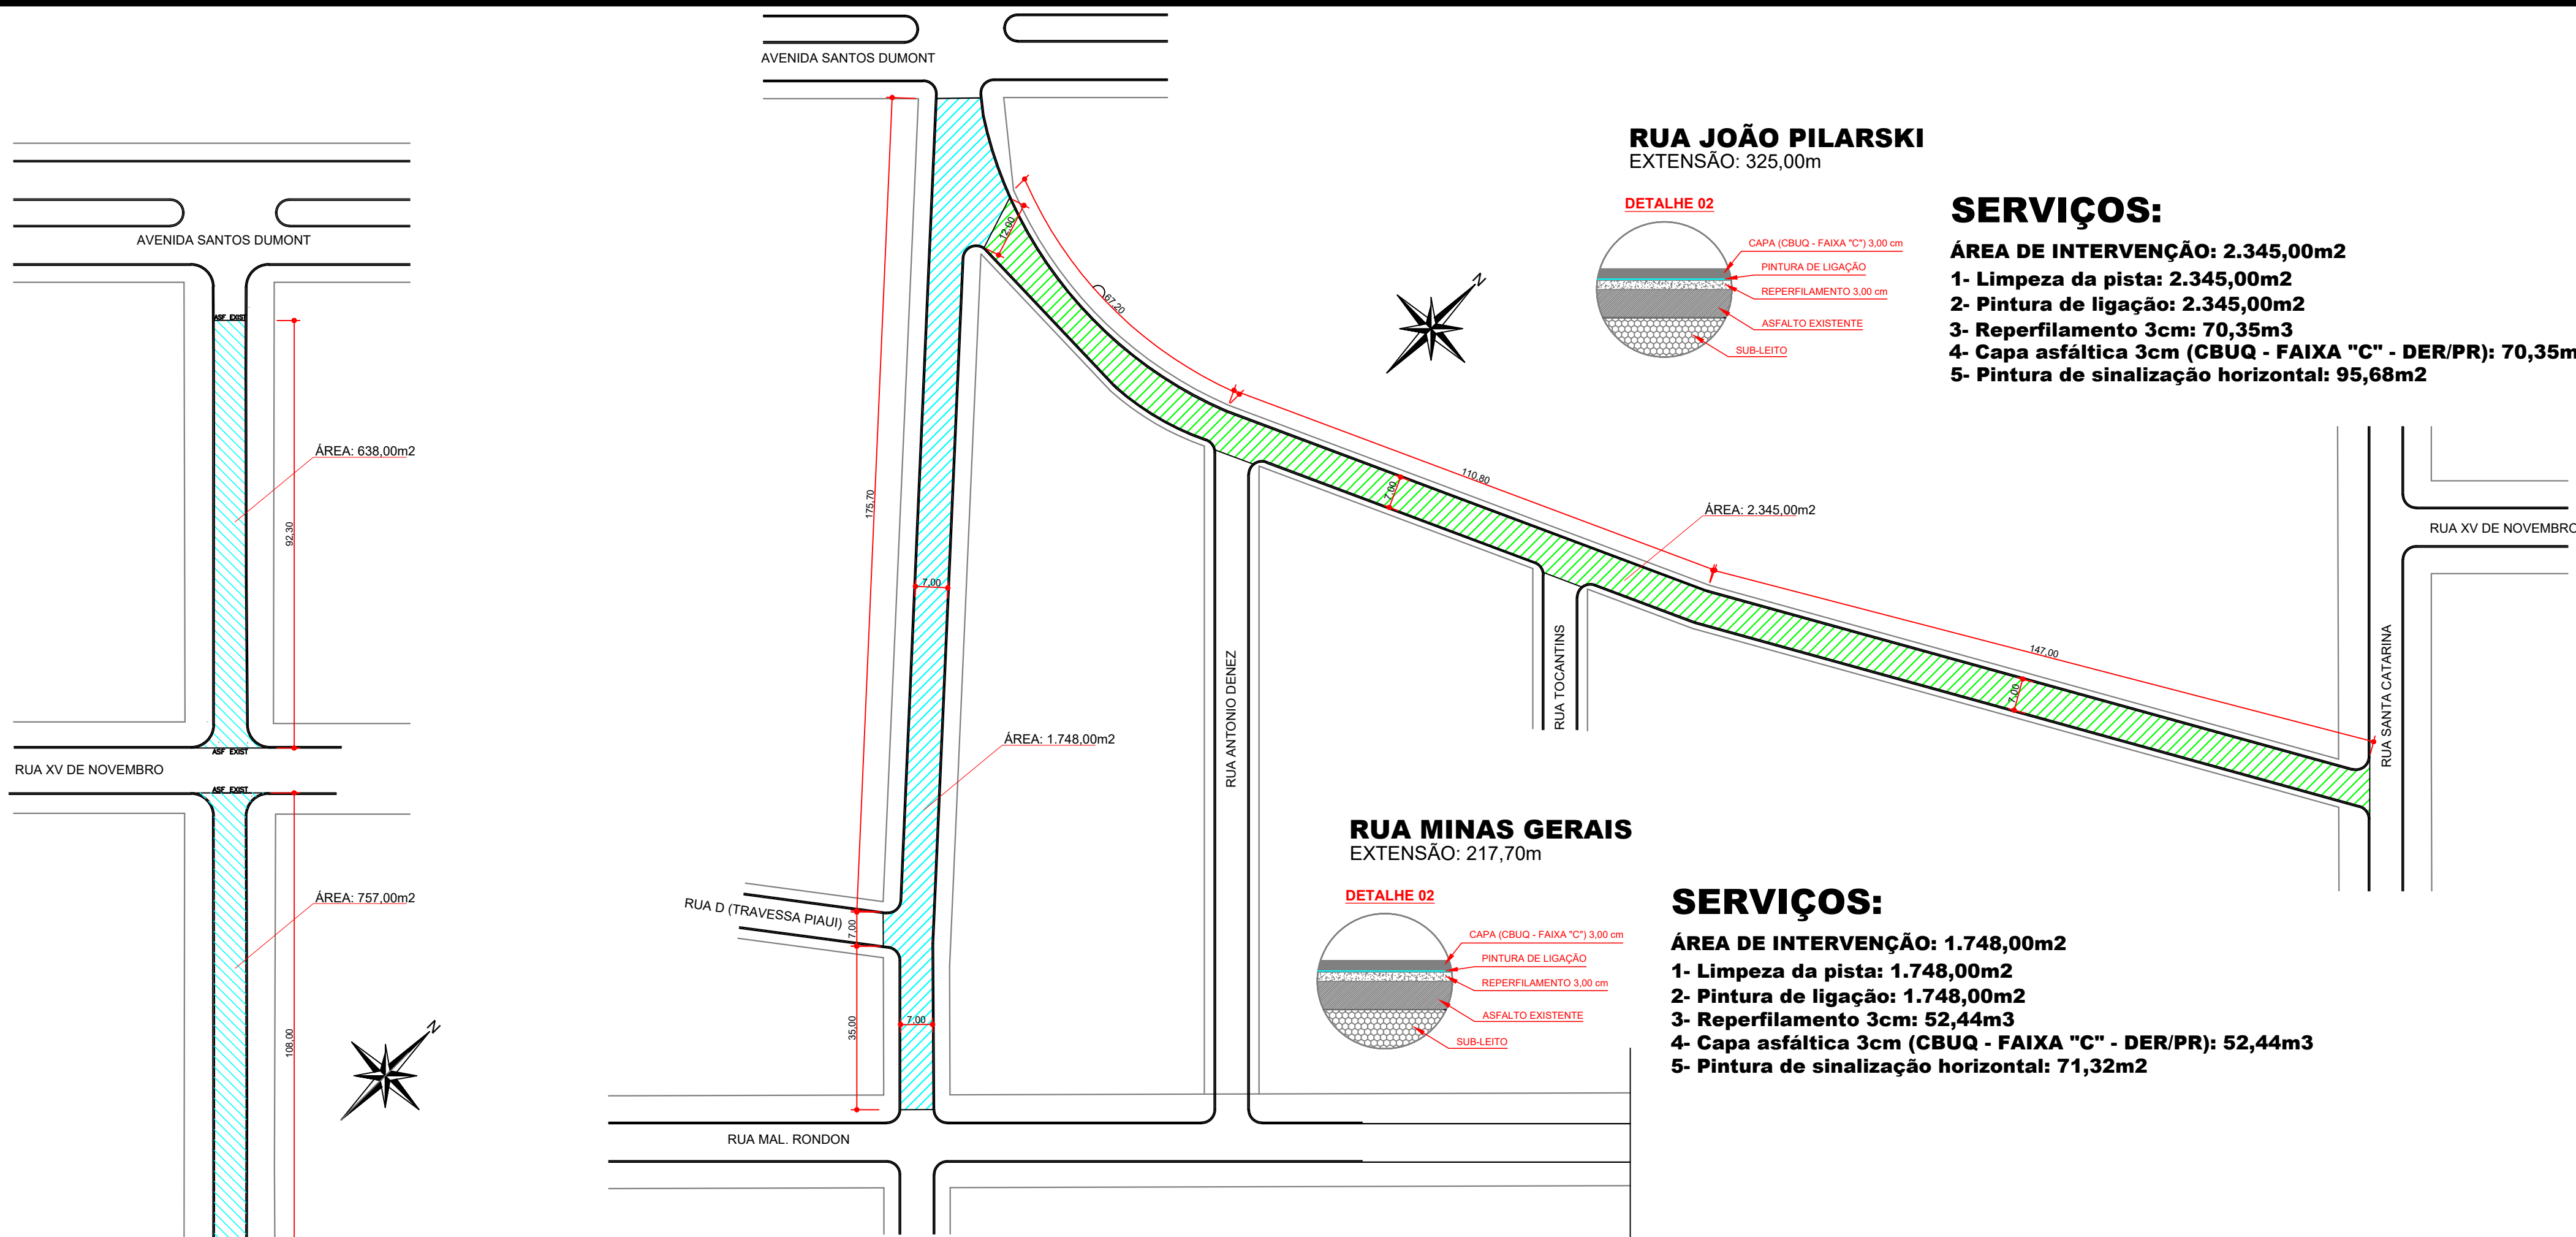 AVENIDA SANTOS DUMONT
ASF EXIST
ÁREA: 638,00m2
92,30
ASF EXIST
RUA XV DE NOVEMBRO
ASF EXIST
ÁREA: 757,00m2
108,00
N
AVENIDA SANTOS DUMONT
12,00
67,20
175,70
110,80
7,00
ÁREA: 2.345,00m2
7,00
147,00
7,00
ÁREA: 1.748,00m2
RUA D (TRAVESSA PIAUI)
7,00
35,00
7,00
RUA MAL. RONDON
RUA ANTONIO DENEZ
RUA TOCANTINS
RUA SANTA CATARINA
RUA XV DE NOVEMBRO
N
RUA JOÃO PILARSKI
EXTENSÃO: 325,00m
DETALHE 02
CAPA (CBUQ - FAIXA "C") 3,00 cm
PINTURA DE LIGAÇÃO
REPERFILAMENTO 3,00 cm
ASFALTO EXISTENTE
SUB-LEITO
SERVIÇOS:
ÁREA DE INTERVENÇÃO: 2.345,00m2
1- Limpeza da pista: 2.345,00m2
2- Pintura de ligação: 2.345,00m2
3- Reperfilamento 3cm: 70,35m3
4- Capa asfáltica 3cm (CBUQ - FAIXA "C" - DER/PR): 70,35m
5- Pintura de sinalização horizontal: 95,68m2
RUA MINAS GERAIS
EXTENSÃO: 217,70m
DETALHE 02
CAPA (CBUQ - FAIXA "C") 3,00 cm
PINTURA DE LIGAÇÃO
REPERFILAMENTO 3,00 cm
ASFALTO EXISTENTE
SUB-LEITO
SERVIÇOS:
ÁREA DE INTERVENÇÃO: 1.748,00m2
1- Limpeza da pista: 1.748,00m2
2- Pintura de ligação: 1.748,00m2
3- Reperfilamento 3cm: 52,44m3
4- Capa asfáltica 3cm (CBUQ - FAIXA "C" - DER/PR): 52,44m3
5- Pintura de sinalização horizontal: 71,32m2